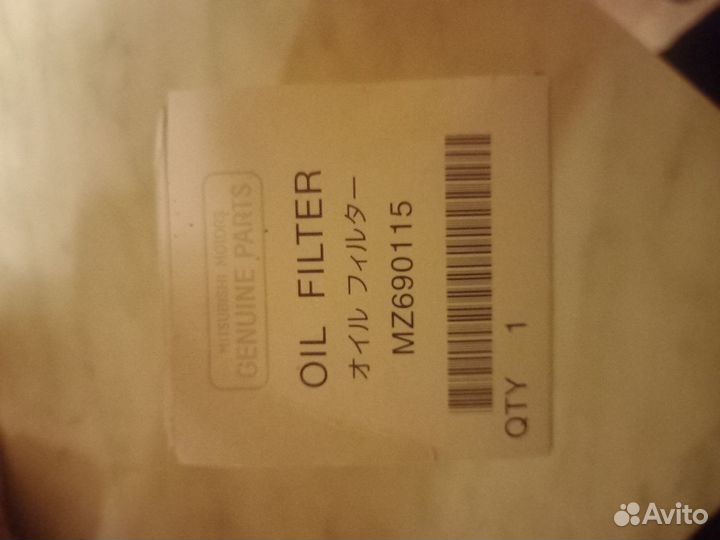 MITSUBISHI MOTORS
GENUINE PARTS
OIL FILTER
オイル フィルター
MZ690115
QTY 1
Avito